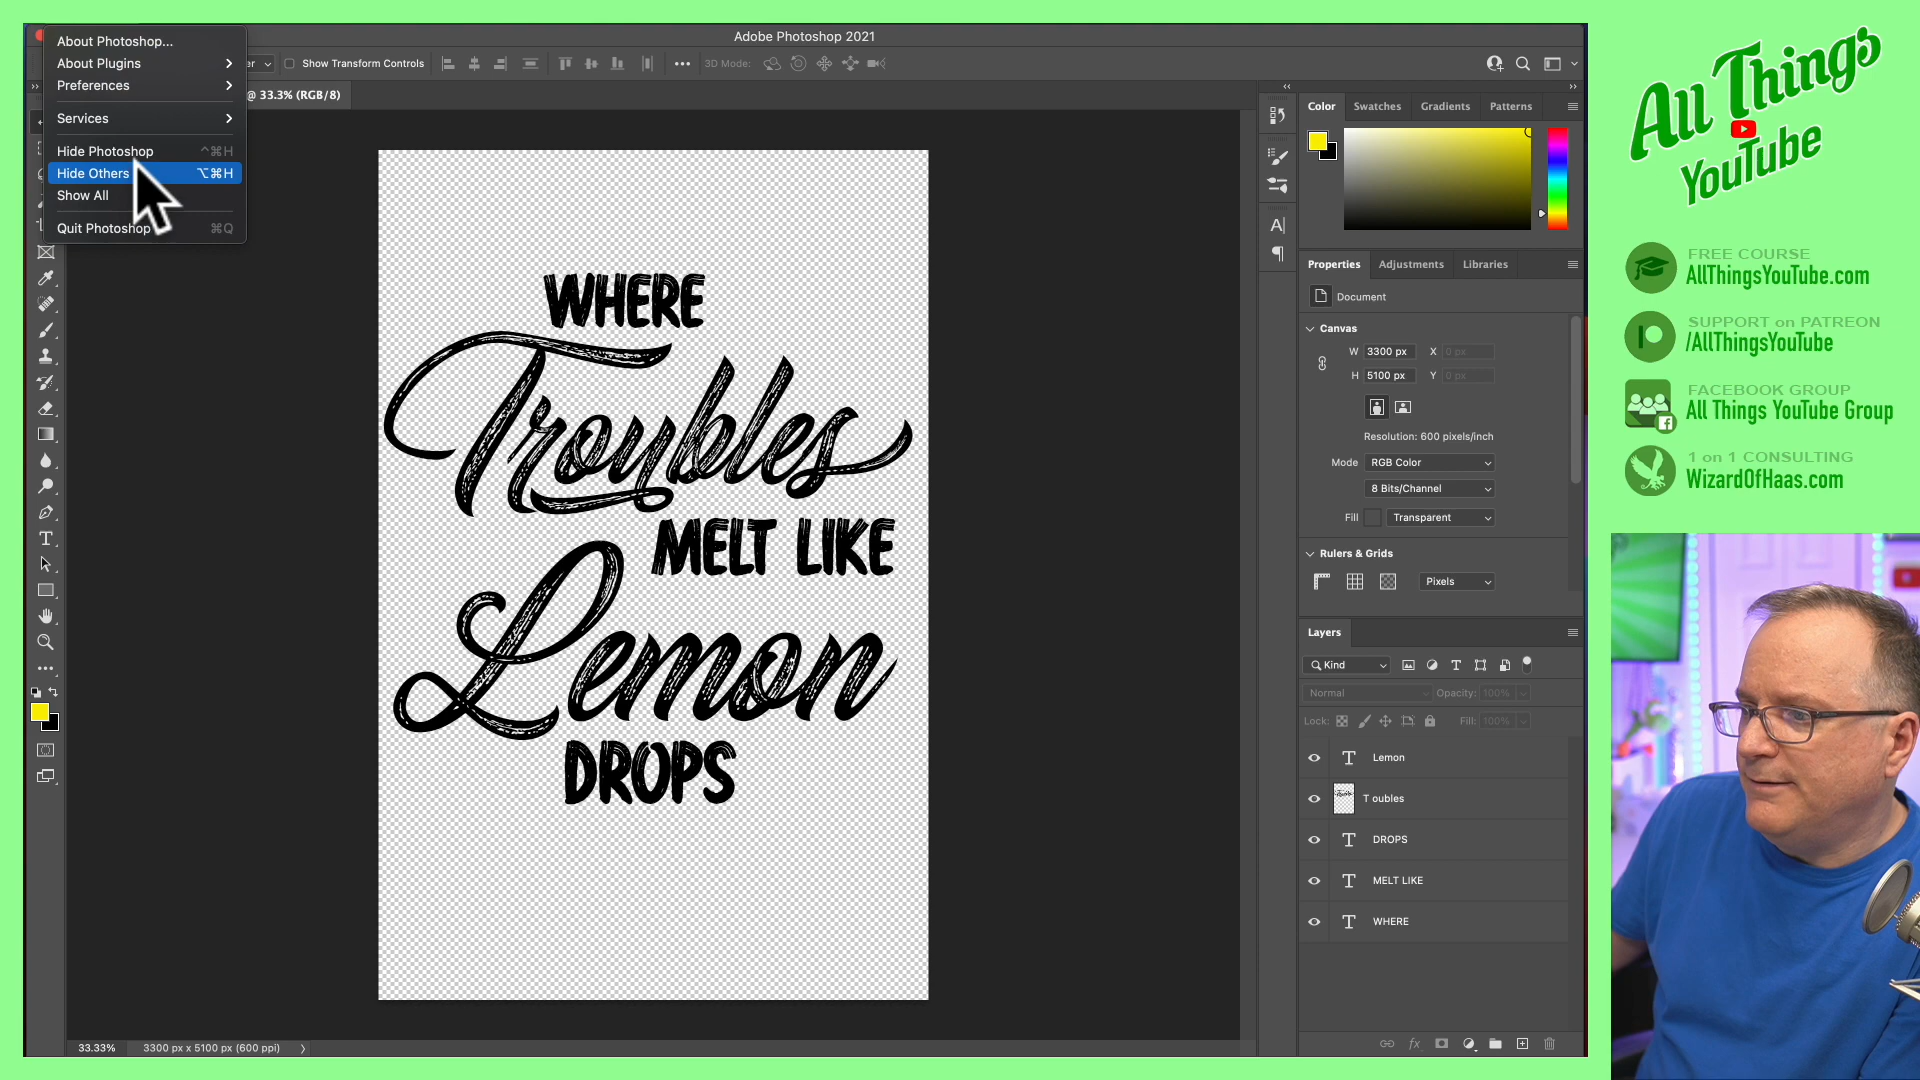 Adobe Photoshop 2021
About Photoshop...
About Plugins
Preferences
Services
Hide Photoshop ^⌘H
Hide Others ⌥⌘H
Show All
Quit Photoshop ⌘Q
er
Show Transform Controls
3D Mode:
@ 33.3% (RGB/8)
WHERE
Troubles
MELT LIKE
Lemon
DROPS
33.33%
3300 px x 5100 px (600 ppi)
Color Swatches Gradients Patterns
Properties Adjustments Libraries
Document
Canvas
W 3300 px X 0 px
H 5100 px Y 0 px
Resolution: 600 pixels/inch
Mode RGB Color
8 Bits/Channel
Fill Transparent
Rulers & Grids
Pixels
Layers
Kind
Normal Opacity: 100%
Lock: Fill: 100%
T Lemon
T oubles
T DROPS
T MELT LIKE
T WHERE
All Things
YouTube
FREE COURSE
AllThingsYouTube.com
SUPPORT on PATREON
/AllThingsYouTube
FACEBOOK GROUP
All Things YouTube Group
1 on 1 CONSULTING
WizardOfHaas.com